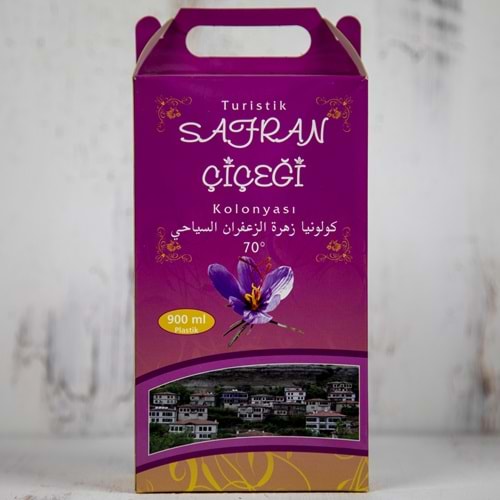 Turistik
SAFRAN
ÇİÇEĞİ
Kolonyası
كولونيا زهرة الزعفران السياحي
70°
900 ml
Plastik